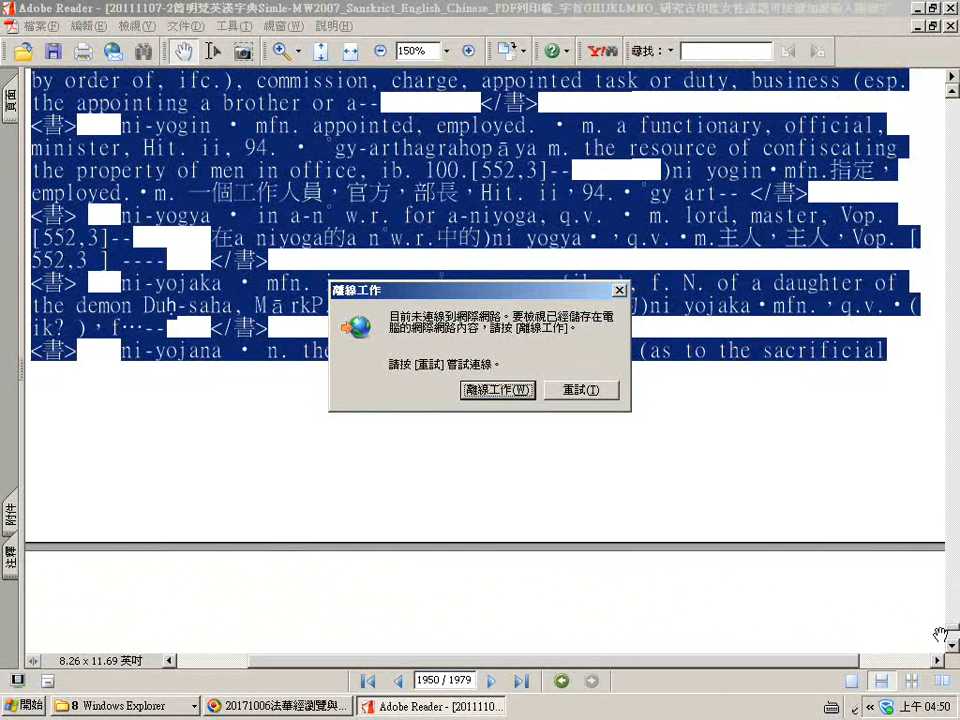 Adobe Reader - [20111107-2簡明梵英漢字典Simle-MW2007_Sanskrict_English_Chinese_PDF列印檔_字首GHIJKLMNO_研究古印度女性議題可
檔案(F) 編輯(E) 檢視(V) 文件(D) 工具(T) 視窗(W) 說明(H)
150% 尋找：
頁面
by order of, ifc.), commission, charge, appointed task or duty, business (esp.
the appointing a brother or a-- </書>
<書> ni-yogin • mfn. appointed, employed. • m. a functionary, official,
minister, Hit. ii, 94. • °gy-arthagrahopāya m. the resource of confiscating
the property of men in office, ib. 100.[552,3]-- )ni yogin•mfn.指定，
employed.•m. 一個工作人員，官方，部長，Hit. ii，94.•°gy art-- </書>
<書> ni-yogya • in a-n° w.r. for a-niyoga, q.v. • m. lord, master, Vop.
[552,3]-- 在a niyoga的a n°w.r.中的)ni yogya•，q.v.•m.主人，主人，Vop. [
552,3 ] ---- </書>
<書> ni-yojaka • mfn. f. N. of a daughter of
the demon Duḥ-saha, MārkP )ni yojaka•mfn.，q.v.•(
ik? )，f…-- </書>
<書> ni-yojana • n. the (as to the sacrificial
離線工作
目前未連線到網際網路。要檢視已經儲存在電
腦的網際網路內容，請按 [離線工作]。
請按 [重試] 嘗試連線。
離線工作(W) 重試(T)
附件
注釋
8.26 x 11.69 英吋
1950 / 1979
開始 8 Windows Explorer 20171006法華經瀏覽與... Adobe Reader - [2011110... 上午 04:50